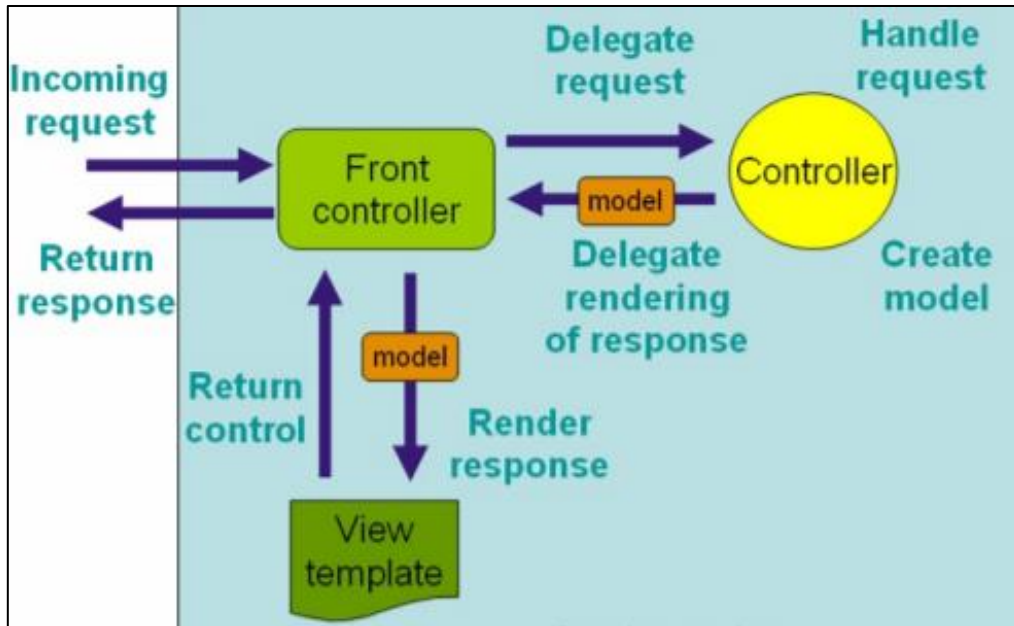 Incoming
request
Return
response
Front
controller
Delegate
request
Handle
request
Controller
model
Delegate
rendering
of response
Create
model
Return
control
model
Render
response
View
template